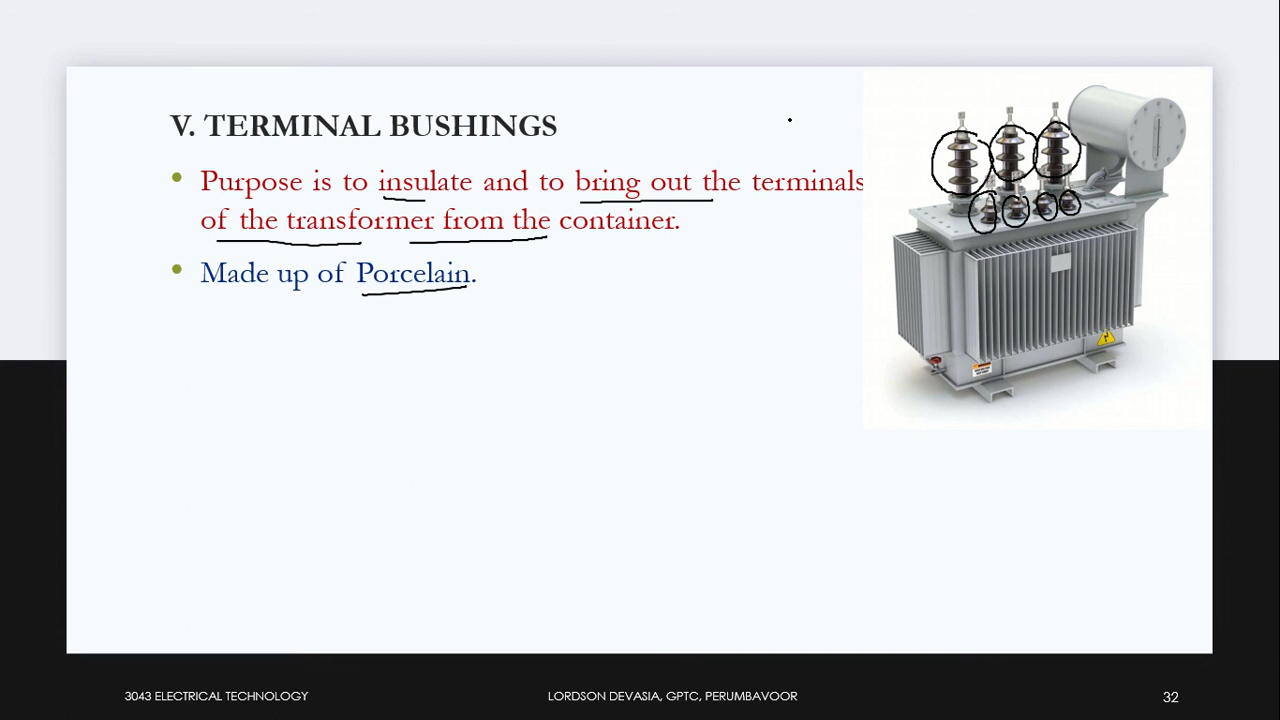 V. TERMINAL BUSHINGS
• Purpose is to insulate and to bring out the terminals
of the transformer from the container.
• Made up of Porcelain.
3043 ELECTRICAL TECHNOLOGY
LORDSON DEVASIA, GPTC, PERUMBAVOOR
32